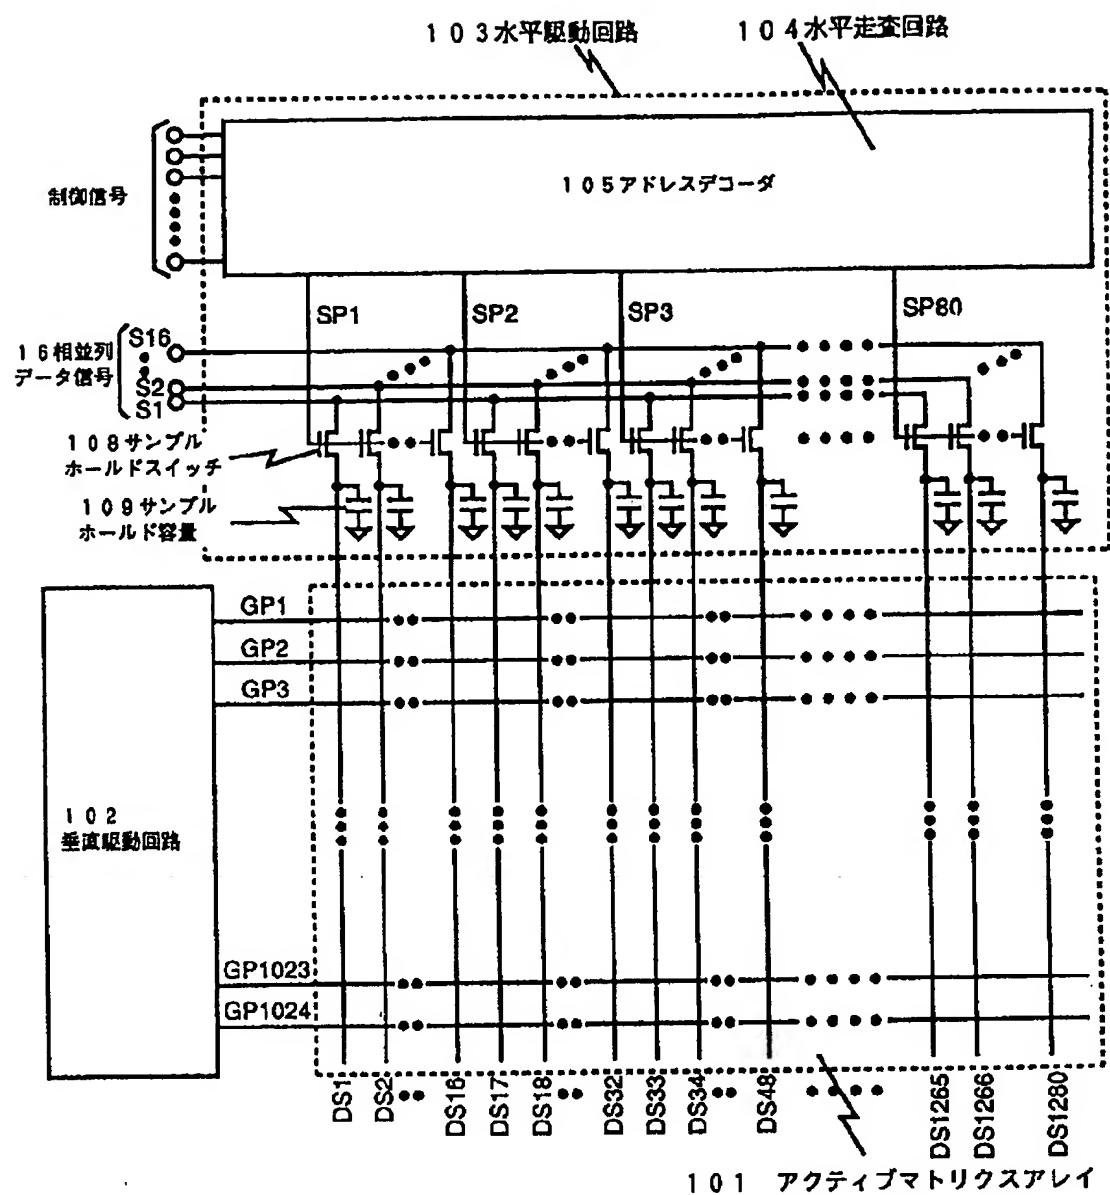 103水平駆動回路
104水平走査回路
105アドレスデコーダ
制御信号
SP1
SP2
SP3
SP80
16相並列
データ信号
S16
S2
S1
108サンプル
ホールドスイッチ
109サンプル
ホールド容量
GP1
GP2
GP3
102
垂直駆動回路
GP1023
GP1024
DS1
DS2
DS16
DS17
DS18
DS32
DS33
DS34
DS48
DS1265
DS1266
DS1280
101 アクティブマトリクスアレイ